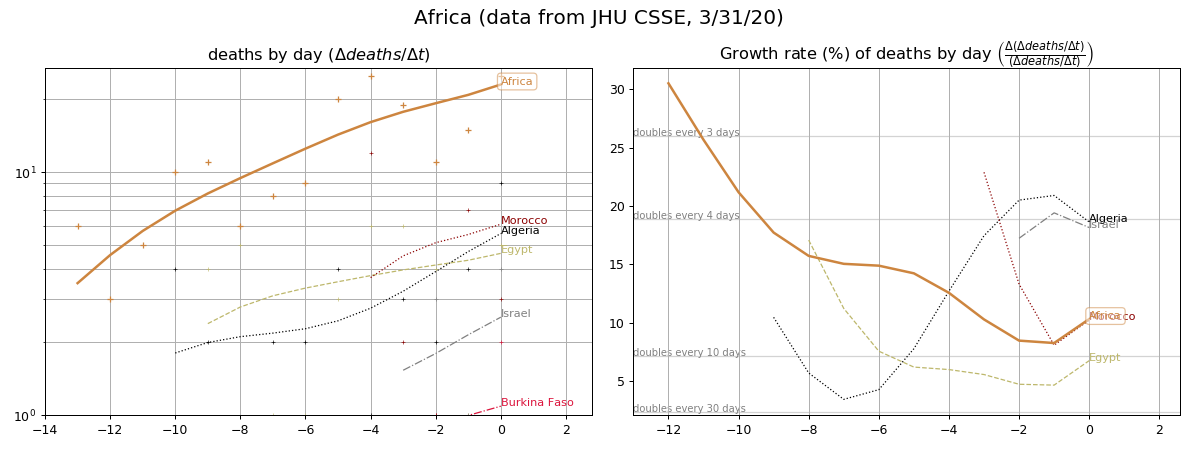 Africa (data from JHU CSSE, 3/31/20)
deaths by day (Δdeaths/Δt)
Growth rate (%) of deaths by day (Δ(Δdeaths/Δt)/(Δdeaths/Δt))
Africa
Morocco
Algeria
Egypt
Israel
Burkina Faso
10¹
10⁰
−14 −12 −10 −8 −6 −4 −2 0 2
30
25
20
15
10
5
doubles every 3 days
doubles every 4 days
doubles every 10 days
doubles every 30 days
Algeria
Israel
Africa
Morocco
Egypt
−12 −10 −8 −6 −4 −2 0 2